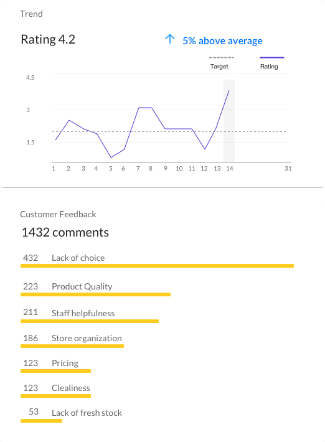 Trend
Rating 4.2
5% above average
Target Rating
4.5
3
1.5
1 2 3 4 5 6 7 8 9 10 11 12 13 14 31
Customer Feedback
1432 comments
432 Lack of choice
223 Product Quality
211 Staff helpfulness
186 Store organization
123 Pricing
123 Clealiness
53 Lack of fresh stock